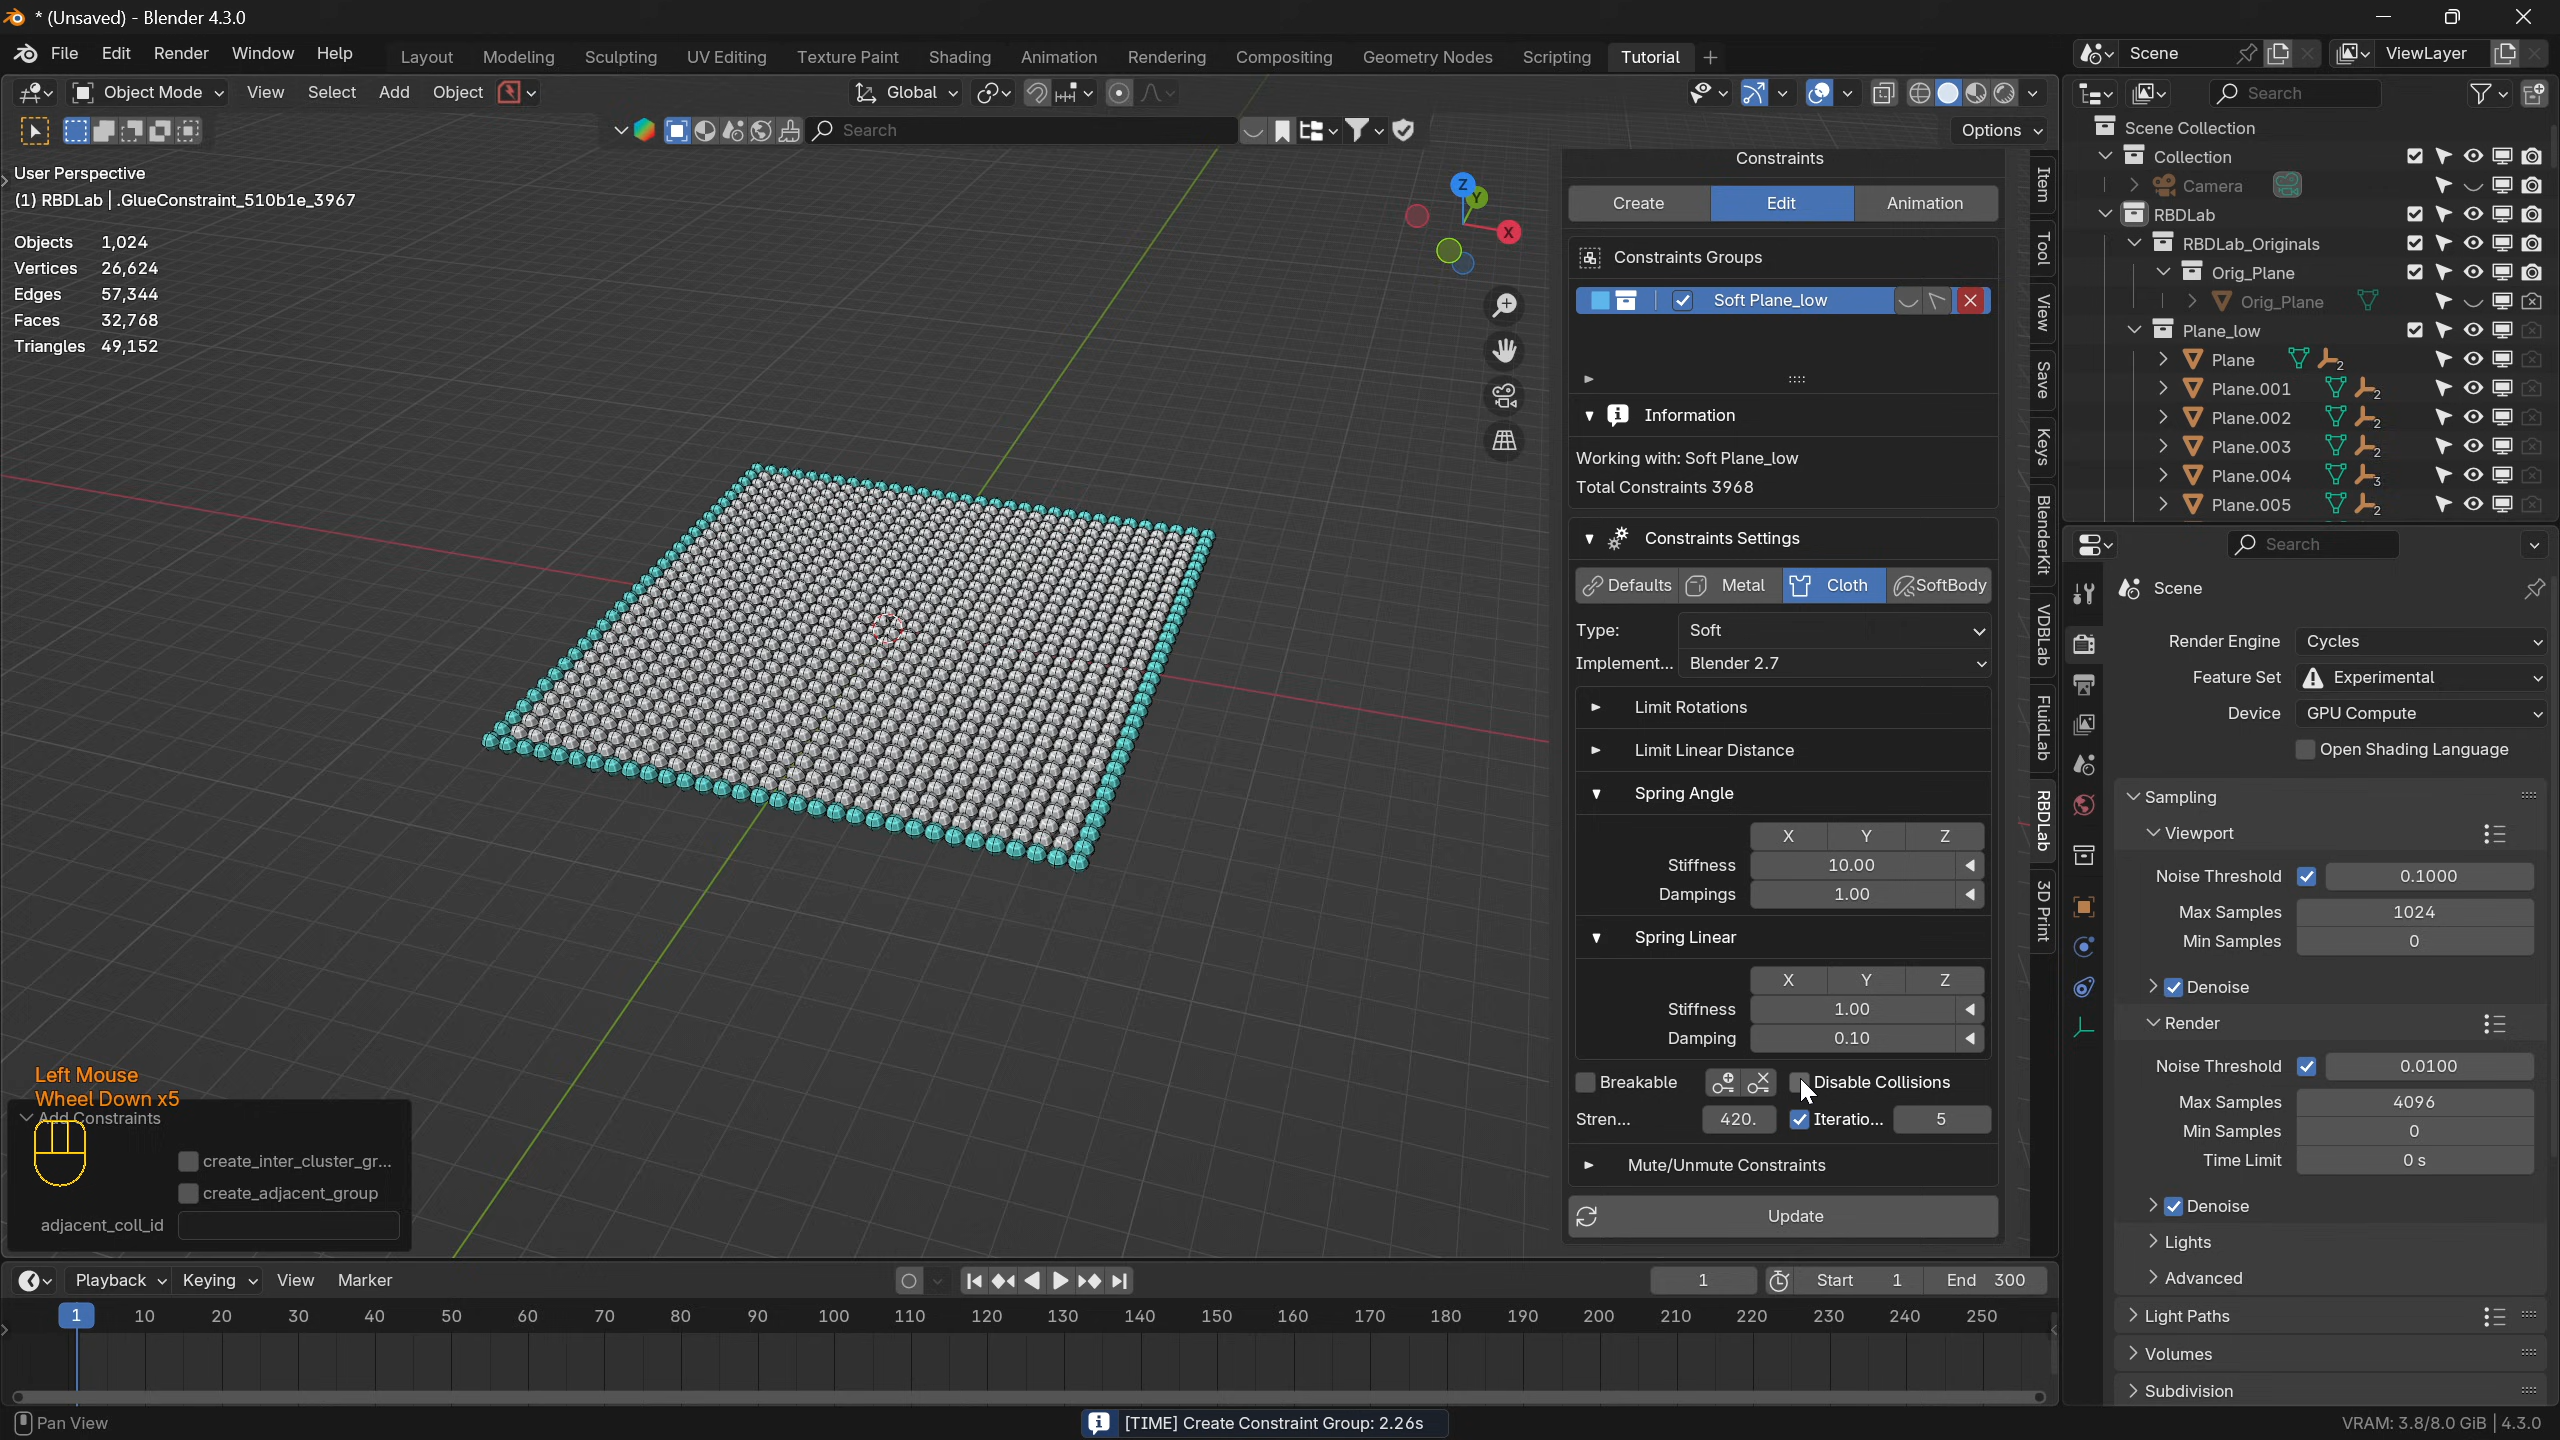 * (Unsaved) - Blender 4.3.0
File Edit Render Window Help
Layout Modeling Sculpting UV Editing Texture Paint Shading Animation Rendering Compositing Geometry Nodes Scripting Tutorial +
Scene
ViewLayer
Object Mode View Select Add Object
Global
Search
Search
Options
User Perspective
(1) RBDLab | .GlueConstraint_510b1e_3967
Objects 1,024
Vertices 26,624
Edges 57,344
Faces 32,768
Triangles 49,152
Z
Y
X
Constraints
Create Edit Animation
Constraints Groups
Soft Plane_low
Information
Working with: Soft Plane_low
Total Constraints 3968
Constraints Settings
Defaults Metal Cloth SoftBody
Type: Soft
Implement... Blender 2.7
Limit Rotations
Limit Linear Distance
Spring Angle
X Y Z
Stiffness 10.00
Dampings 1.00
Spring Linear
X Y Z
Stiffness 1.00
Damping 0.10
Breakable Disable Collisions
Stren... 420. Iteratio... 5
Mute/Unmute Constraints
Update
Item
Tool
View
Save
Keys
BlenderKit
VDBLab
FluidLab
RBDLab
3D Print
Scene Collection
Collection
Camera
RBDLab
RBDLab_Originals
Orig_Plane
Orig_Plane
Plane_low
Plane 2
Plane.001 2
Plane.002 2
Plane.003 2
Plane.004 3
Plane.005 2
Search
Scene
Render Engine Cycles
Feature Set Experimental
Device GPU Compute
Open Shading Language
Sampling
Viewport
Noise Threshold 0.1000
Max Samples 1024
Min Samples 0
Denoise
Render
Noise Threshold 0.0100
Max Samples 4096
Min Samples 0
Time Limit 0 s
Denoise
Lights
Advanced
Light Paths
Volumes
Subdivision
Left Mouse
Wheel Down x5
Add Constraints
create_inter_cluster_gr...
create_adjacent_group
adjacent_coll_id
Playback Keying View Marker
1 Start 1 End 300
1 10 20 30 40 50 60 70 80 90 100 110 120 130 140 150 160 170 180 190 200 210 220 230 240 250
Pan View
[TIME] Create Constraint Group: 2.26s
VRAM: 3.8/8.0 GiB | 4.3.0